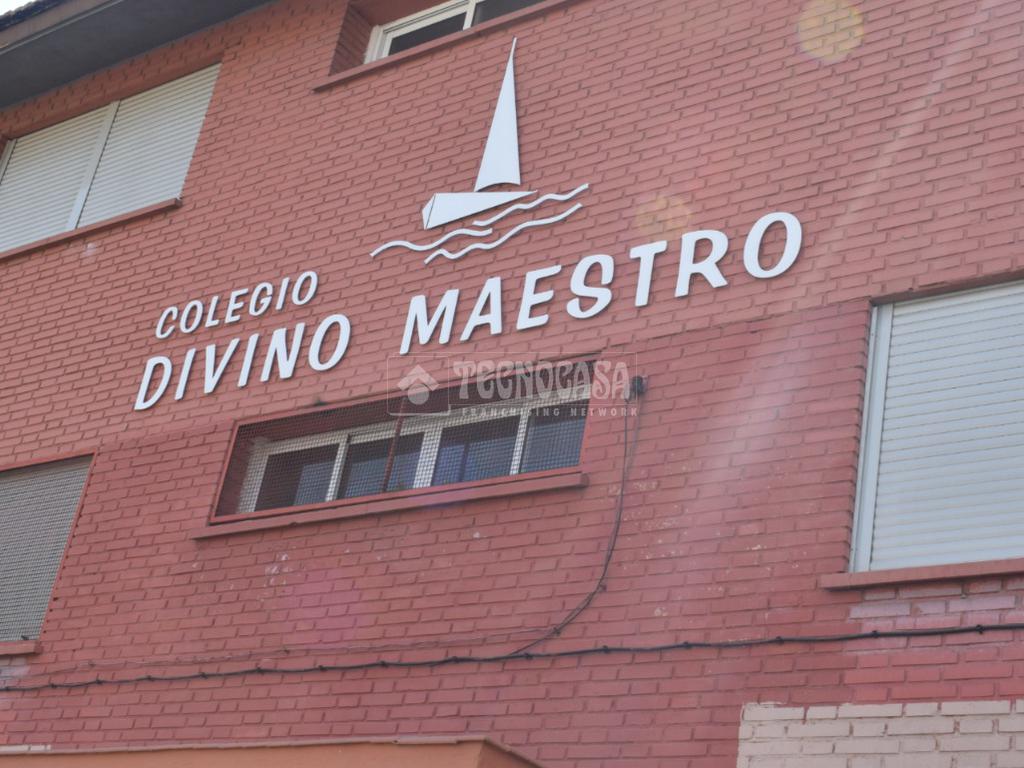 COLEGIO
DIVINO MAESTRO
TECNOCASA
FRANCHISING NETWORK